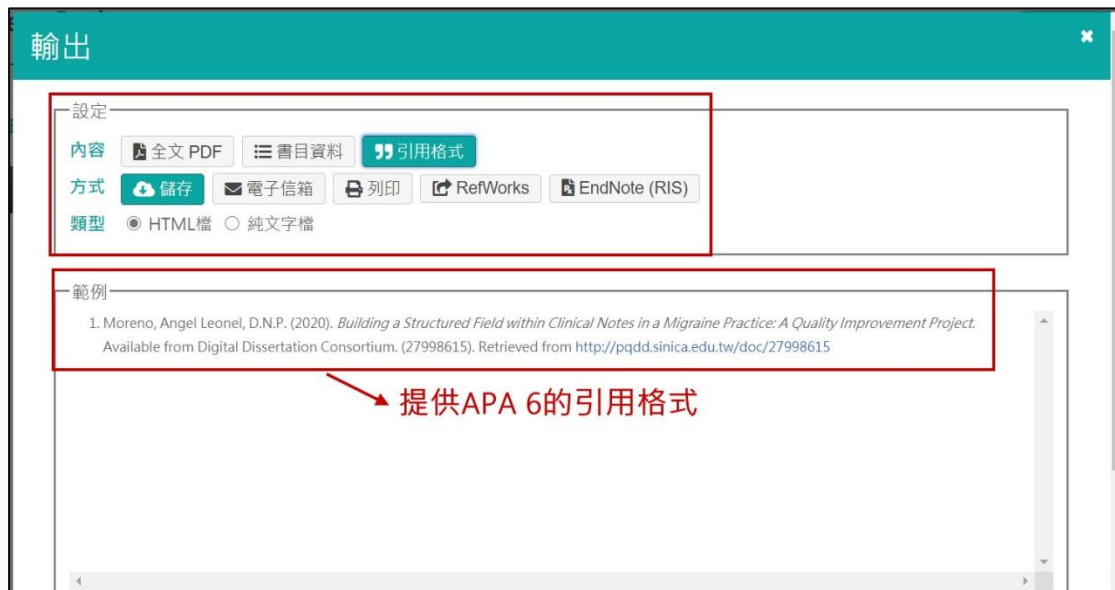 輸出
設定
內容 全文 PDF 書目資料 引用格式
方式 儲存 電子信箱 列印 RefWorks EndNote (RIS)
類型 HTML檔 純文字檔
範例
1. Moreno, Angel Leonel, D.N.P. (2020). Building a Structured Field within Clinical Notes in a Migraine Practice: A Quality Improvement Project.
Available from Digital Dissertation Consortium. (27998615). Retrieved from http://pqdd.sinica.edu.tw/doc/27998615
提供APA 6的引用格式